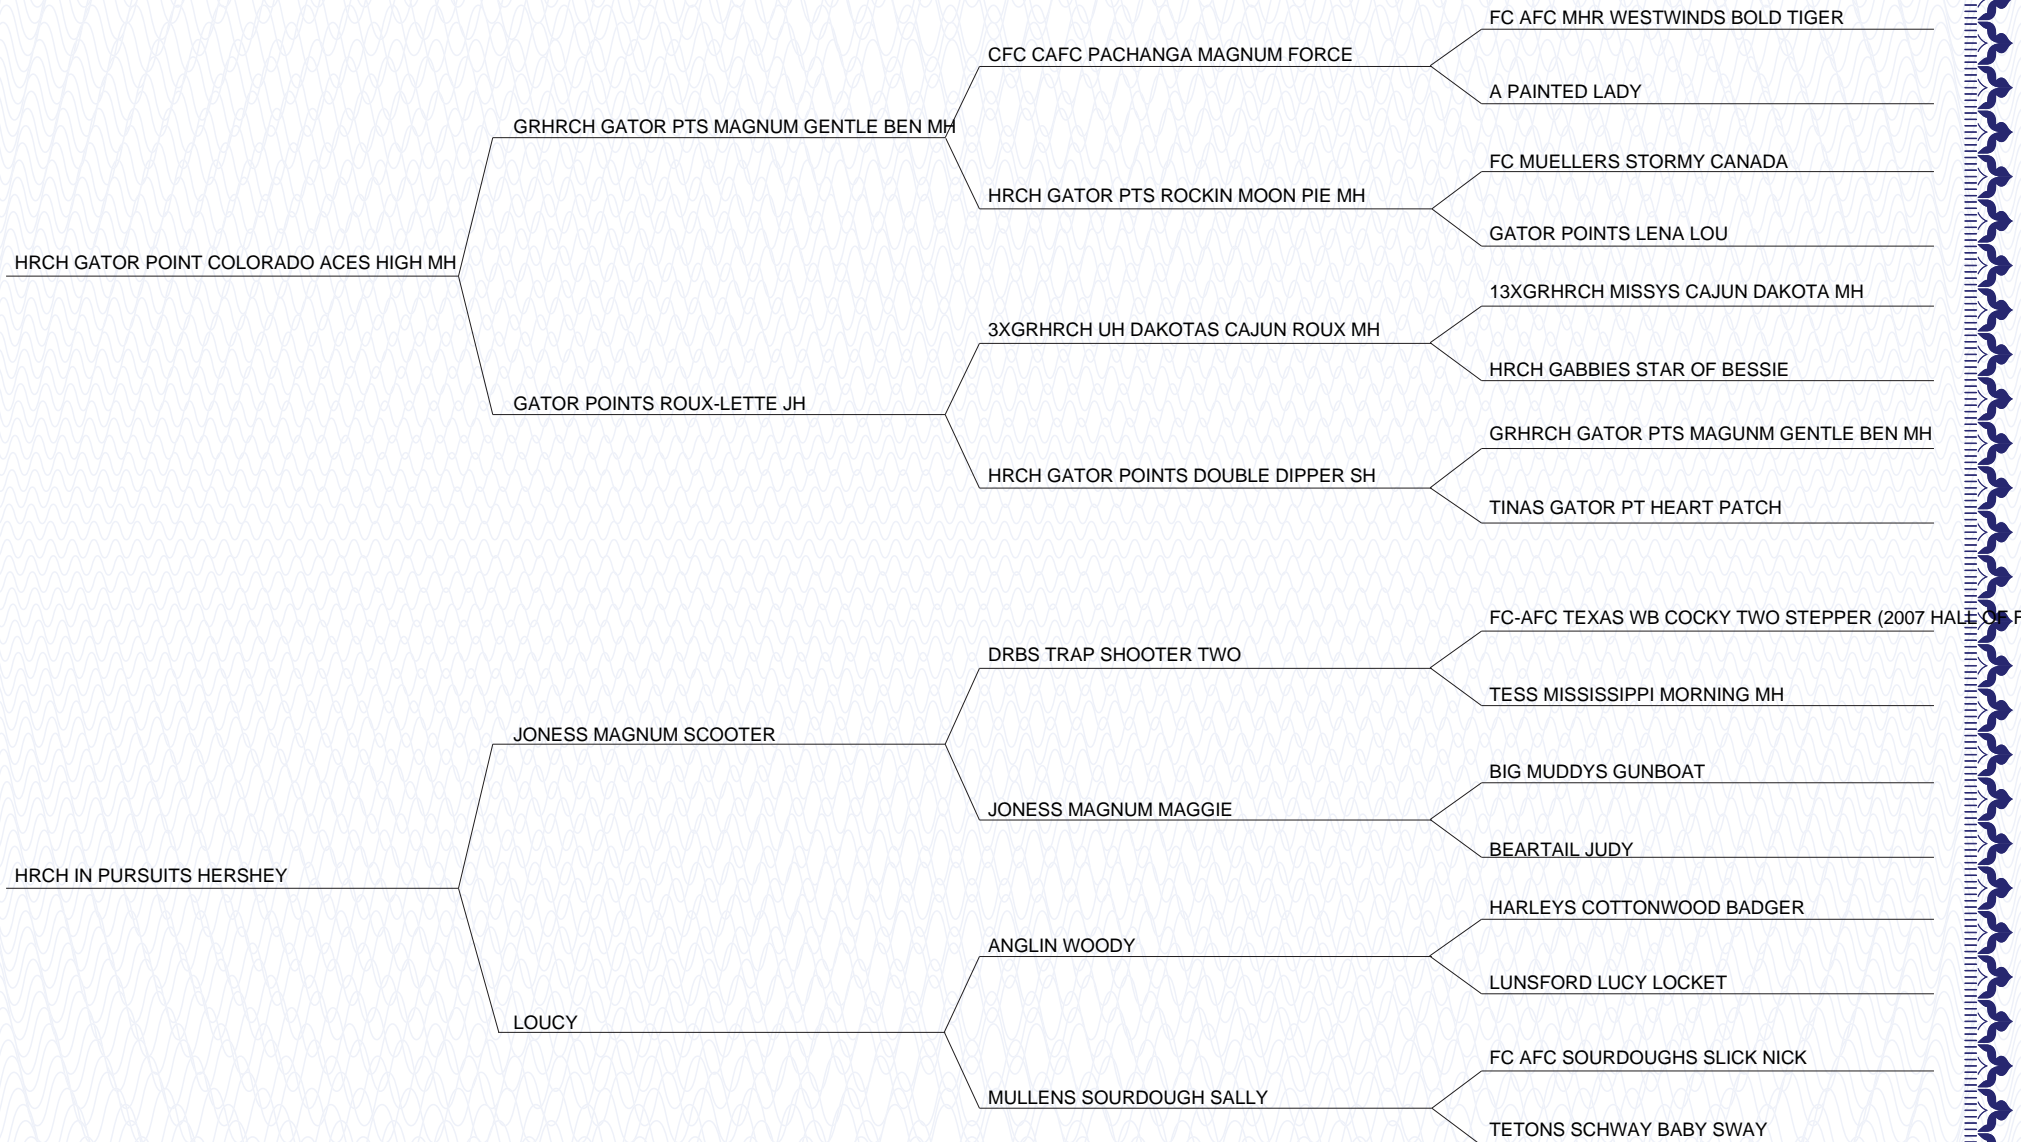 FC AFC MHR WESTWINDS BOLD TIGER
CFC CAFC PACHANGA MAGNUM FORCE
A PAINTED LADY
GRHRCH GATOR PTS MAGNUM GENTLE BEN MH
FC MUELLERS STORMY CANADA
HRCH GATOR PTS ROCKIN MOON PIE MH
GATOR POINTS LENA LOU
HRCH GATOR POINT COLORADO ACES HIGH MH
13XGRHRCH MISSYS CAJUN DAKOTA MH
3XGRHRCH UH DAKOTAS CAJUN ROUX MH
HRCH GABBIES STAR OF BESSIE
GATOR POINTS ROUX-LETTE JH
GRHRCH GATOR PTS MAGUNM GENTLE BEN MH
HRCH GATOR POINTS DOUBLE DIPPER SH
TINAS GATOR PT HEART PATCH
FC-AFC TEXAS WB COCKY TWO STEPPER (2007 HALL OF F
DRBS TRAP SHOOTER TWO
TESS MISSISSIPPI MORNING MH
JONESS MAGNUM SCOOTER
BIG MUDDYS GUNBOAT
JONESS MAGNUM MAGGIE
BEARTAIL JUDY
HRCH IN PURSUITS HERSHEY
HARLEYS COTTONWOOD BADGER
ANGLIN WOODY
LUNSFORD LUCY LOCKET
LOUCY
FC AFC SOURDOUGHS SLICK NICK
MULLENS SOURDOUGH SALLY
TETONS SCHWAY BABY SWAY